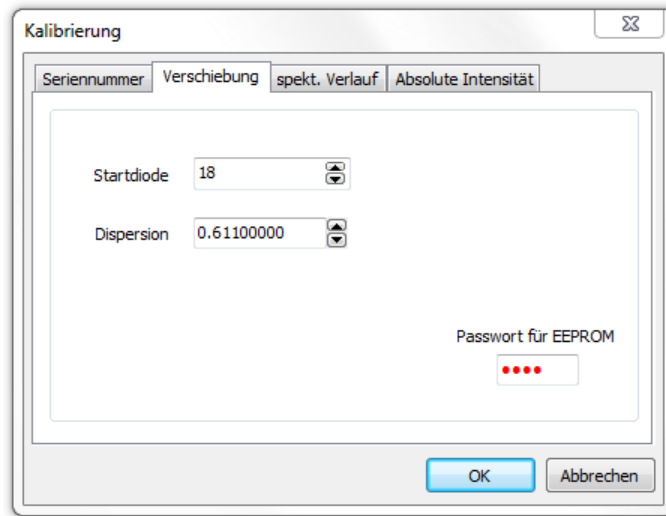 Kalibrierung
Seriennummer Verschiebung spekt. Verlauf Absolute Intensität
Startdiode 18
Dispersion 0.61100000
Passwort für EEPROM
••••
OK Abbrechen